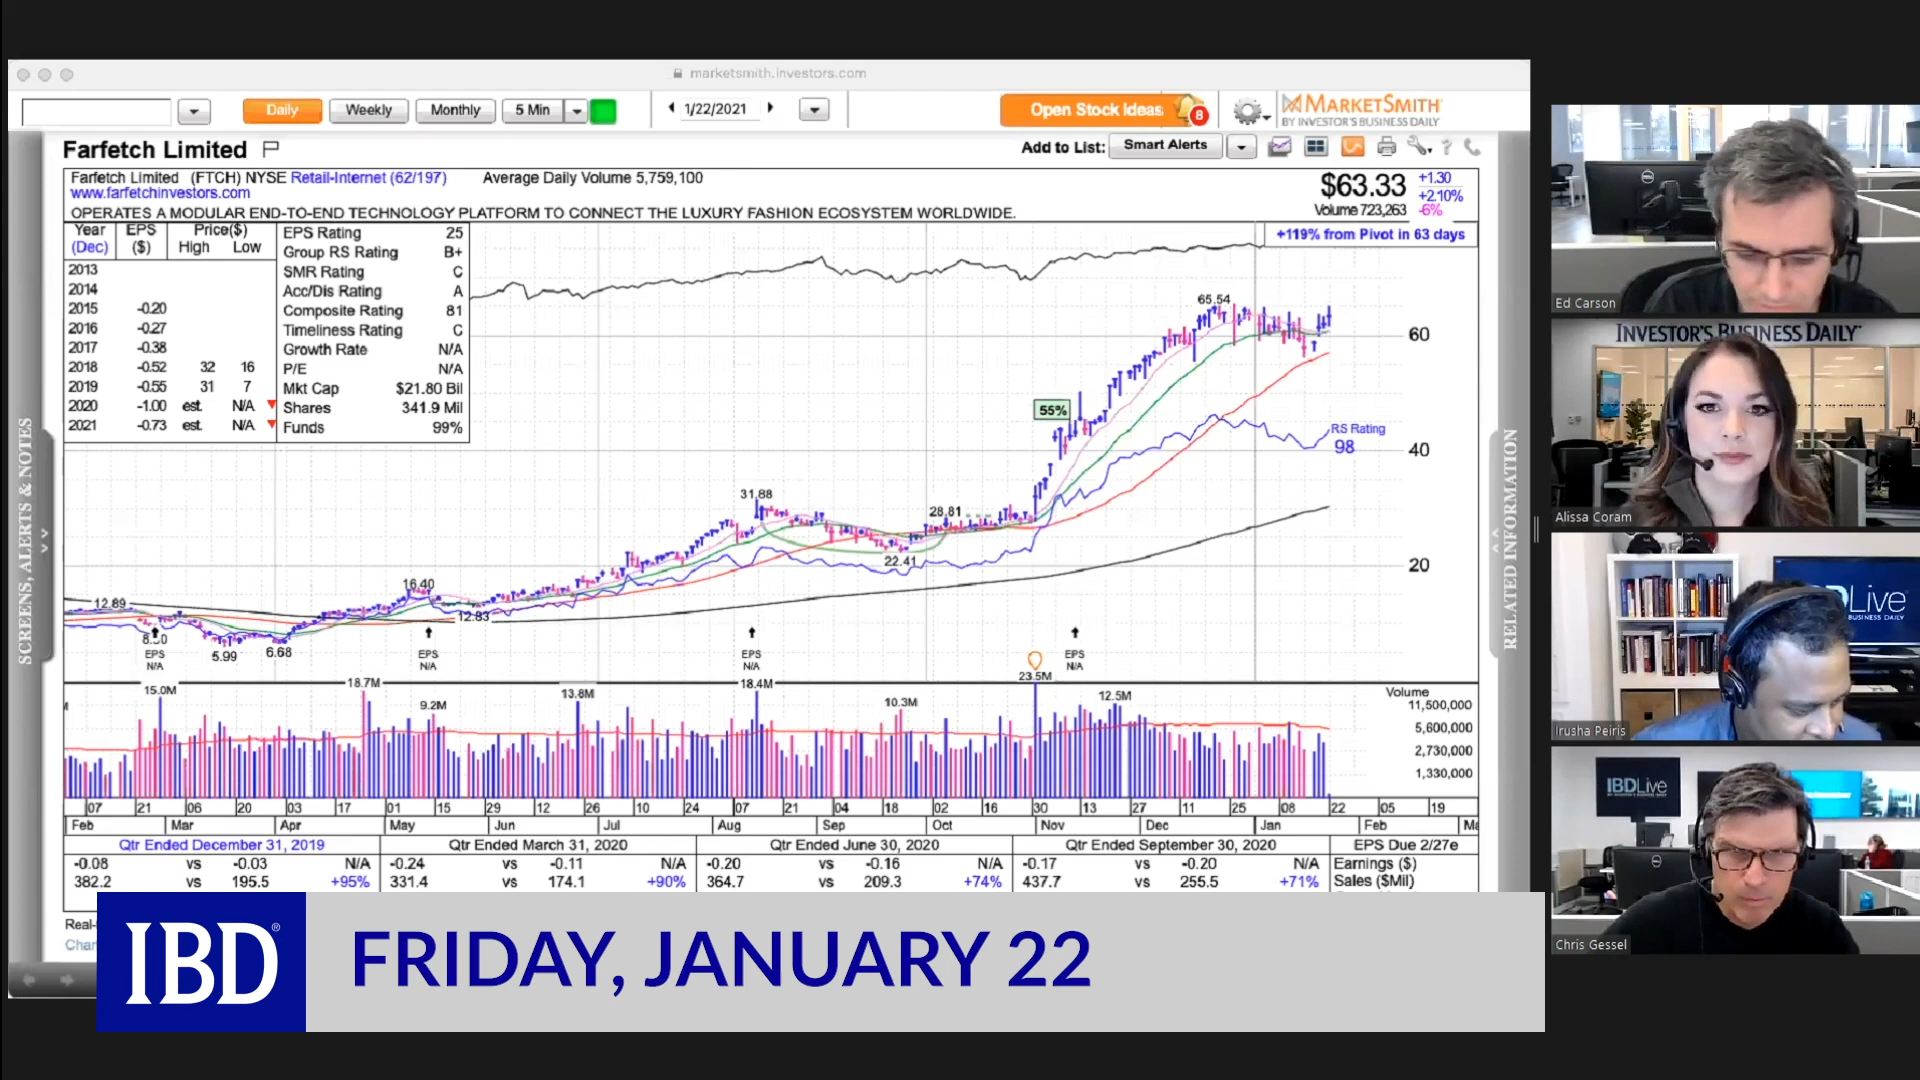 marketsmith.investors.com
Daily
Weekly
Monthly
5 Min
1/22/2021
Open Stock Ideas
8
MARKETSMITH
BY INVESTOR'S BUSINESS DAILY
Farfetch Limited
Add to List:
Smart Alerts
Farfetch Limited (FTCH) NYSE Retail-Internet (62/197) Average Daily Volume 5,759,100
www.farfetchinvestors.com
OPERATES A MODULAR END-TO-END TECHNOLOGY PLATFORM TO CONNECT THE LUXURY FASHION ECOSYSTEM WORLDWIDE.
$63.33 +1.30
+2.10%
Volume 723,263 -6%
+119% from Pivot in 63 days
Year EPS Price($)
(Dec) ($) High Low
2013
2014
2015 -0.20
2016 -0.27
2017 -0.38
2018 -0.52 32 16
2019 -0.55 31 7
2020 -1.00 est. N/A
2021 -0.73 est. N/A
EPS Rating 25
Group RS Rating B+
SMR Rating C
Acc/Dis Rating A
Composite Rating 81
Timeliness Rating C
Growth Rate N/A
P/E N/A
Mkt Cap $21.80 Bil
Shares 341.9 Mil
Funds 99%
65.54
60
55%
RS Rating
98
40
31.88
28.81
22.41
20
16.40
12.89
12.83
5.99
6.68
EPS
N/A
EPS
N/A
EPS
N/A
EPS
N/A
15.0M
18.7M
9.2M
13.8M
18.4M
10.3M
23.5M
12.5M
Volume
11,500,000
5,600,000
2,730,000
1,330,000
07 21 06 20 03 17 01 15 29 12 26 10 24 07 21 04 18 02 16 30 13 27 11 25 08 22 05 19
Feb Mar Apr May Jun Jul Aug Sep Oct Nov Dec Jan Feb
Qtr Ended December 31, 2019 Qtr Ended March 31, 2020 Qtr Ended June 30, 2020 Qtr Ended September 30, 2020 EPS Due 2/27e
-0.08 vs -0.03 N/A -0.24 vs -0.11 N/A -0.20 vs -0.16 N/A -0.17 vs -0.20 N/A Earnings ($)
382.2 vs 195.5 +95% 331.4 vs 174.1 +90% 364.7 vs 209.3 +74% 437.7 vs 255.5 +71% Sales ($Mil)
SCREENS, ALERTS & NOTES
RELATED INFORMATION
IBD®
FRIDAY, JANUARY 22
Ed Carson
INVESTOR'S BUSINESS DAILY
Alissa Coram
Live
BUSINESS DAILY
Irusha Peiris
IBDLive
Chris Gessel